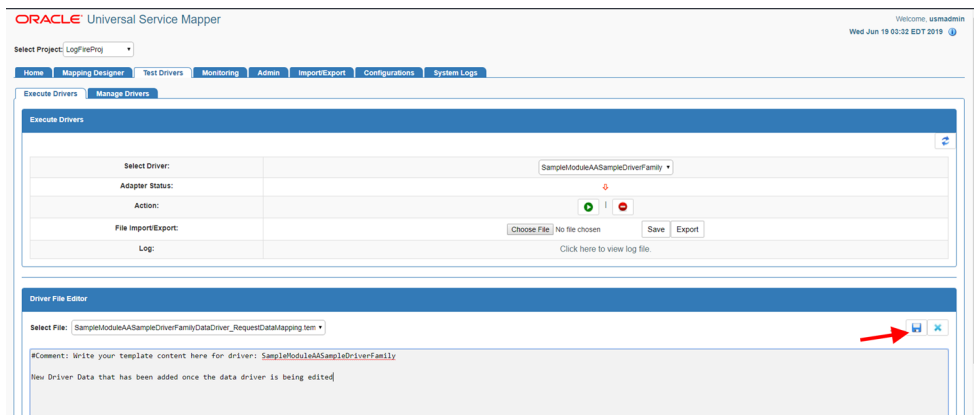 ORACLE® Universal Service Mapper
Welcome, usmadmin
Wed Jun 19 03:32 EDT 2019
Select Project: LogFireProj
Home Mapping Designer Test Drivers Monitoring Admin Import/Export Configurations System Logs
Execute Drivers Manage Drivers
Execute Drivers
Select Driver: SampleModuleAASampleDriverFamily
Adapter Status:
Action: |
File Import/Export: Choose File No file chosen Save Export
Log: Click here to view log file.
Driver File Editor
Select File: SampleModuleAASampleDriverFamilyDataDriver_RequestDataMapping.tem
#Comment: Write your template content here for driver: SampleModuleAASampleDriverFamily
New Driver Data that has been added once the data driver is being edited